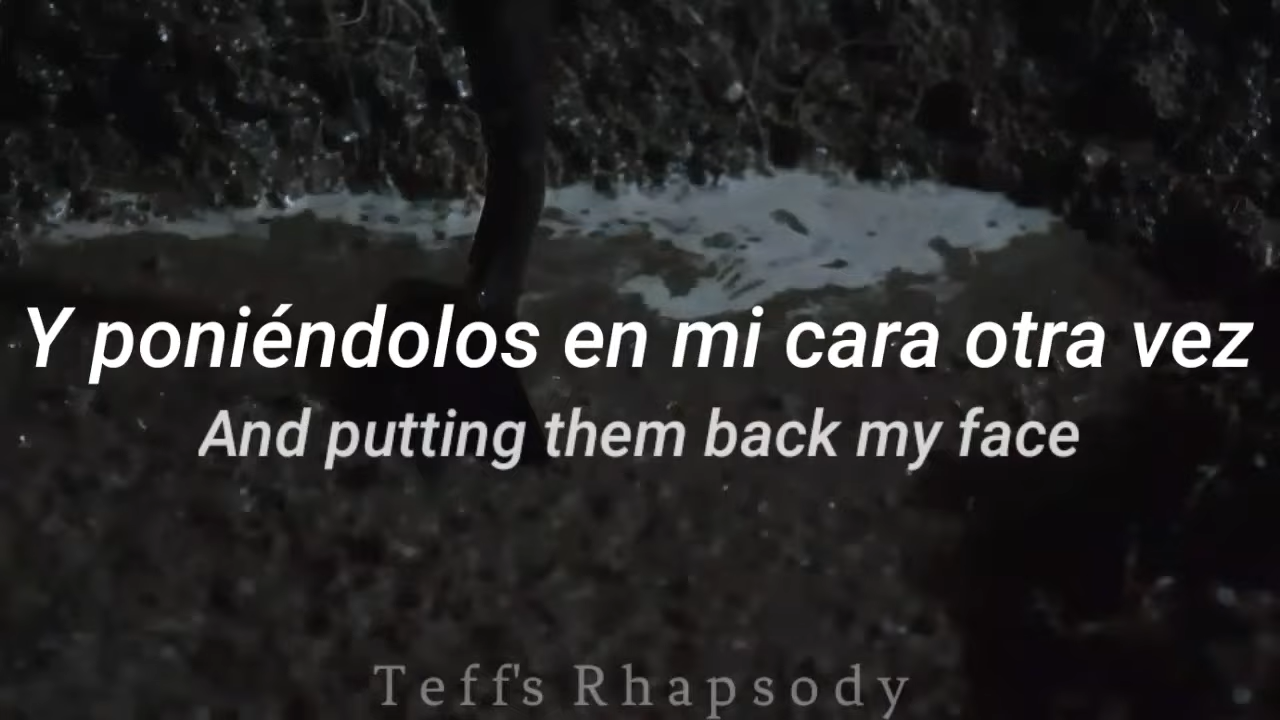 Y poniéndolos en mi cara otra vez
And putting them back my face
Teff's Rhapsody